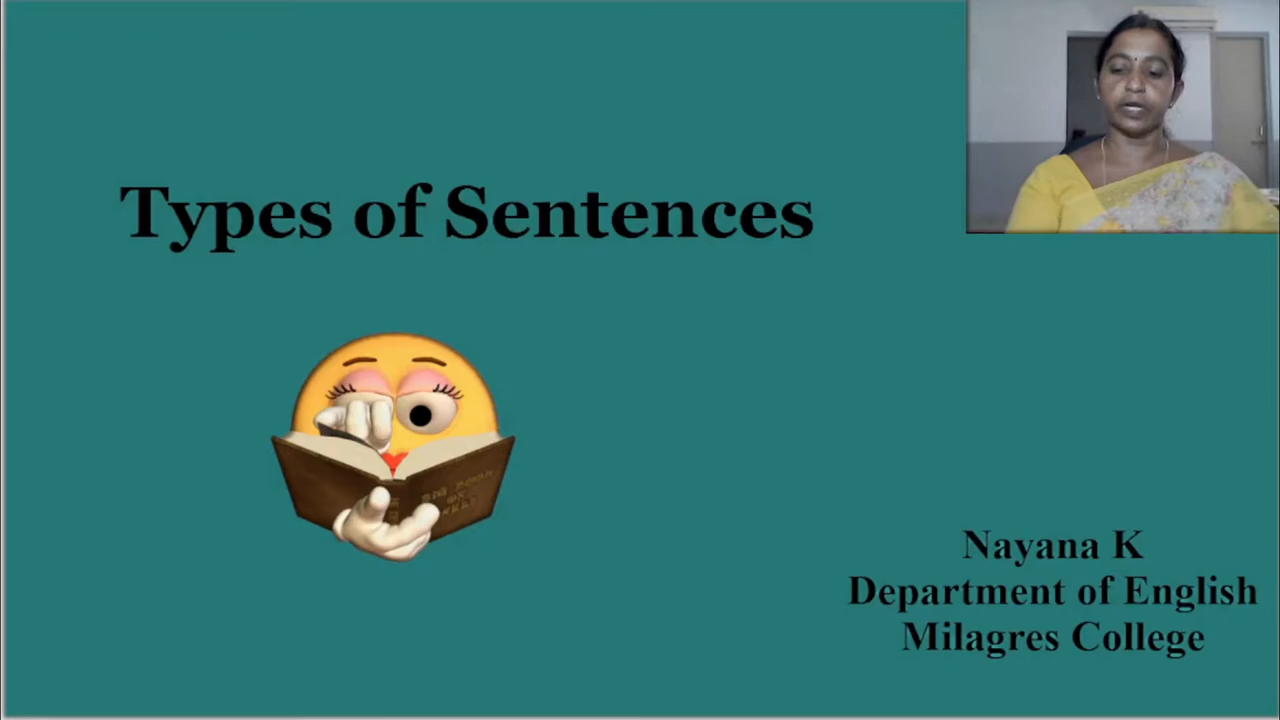 Types of Sentences
Nayana K
Department of English
Milagres College